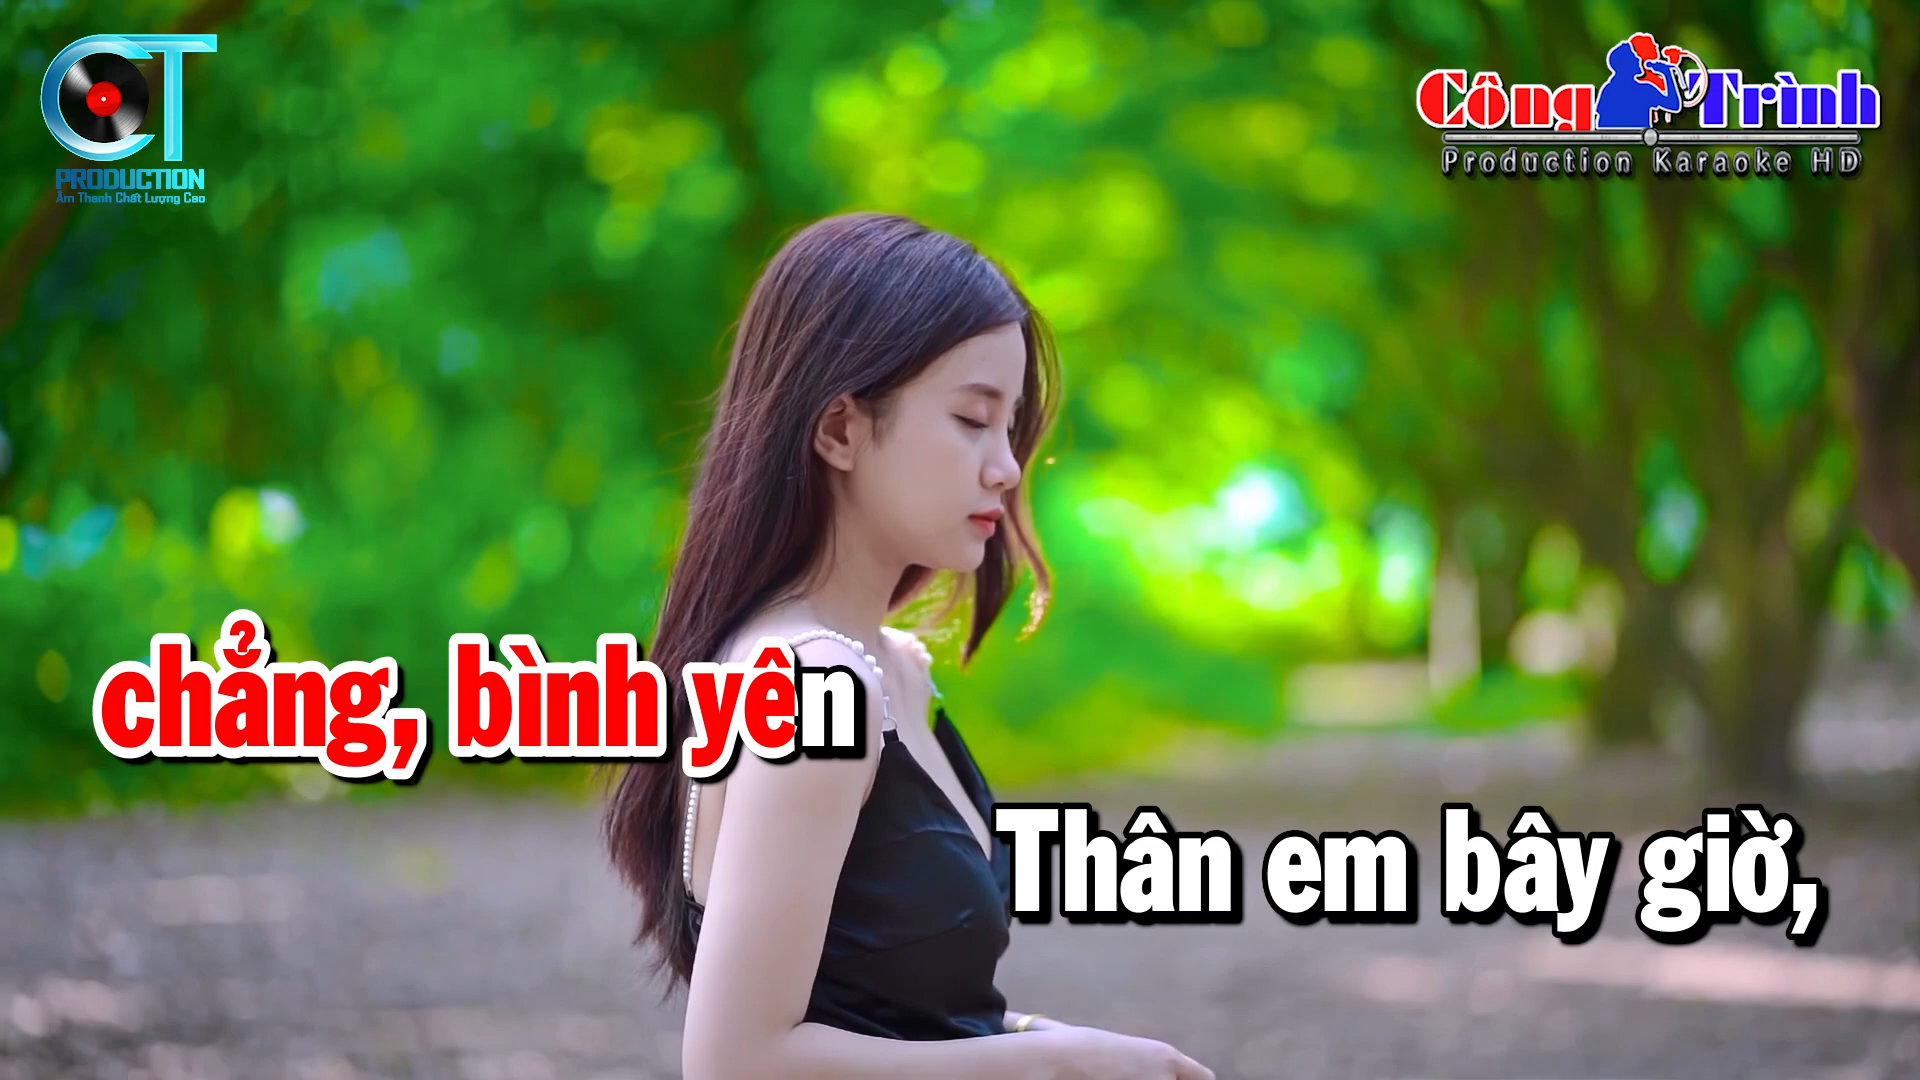 CT
PRODUCTION
Âm Thanh Chất Lượng Cao
Công Trình
Production Karaoke HD
chẳng, bình yên
Thân em bây giờ,